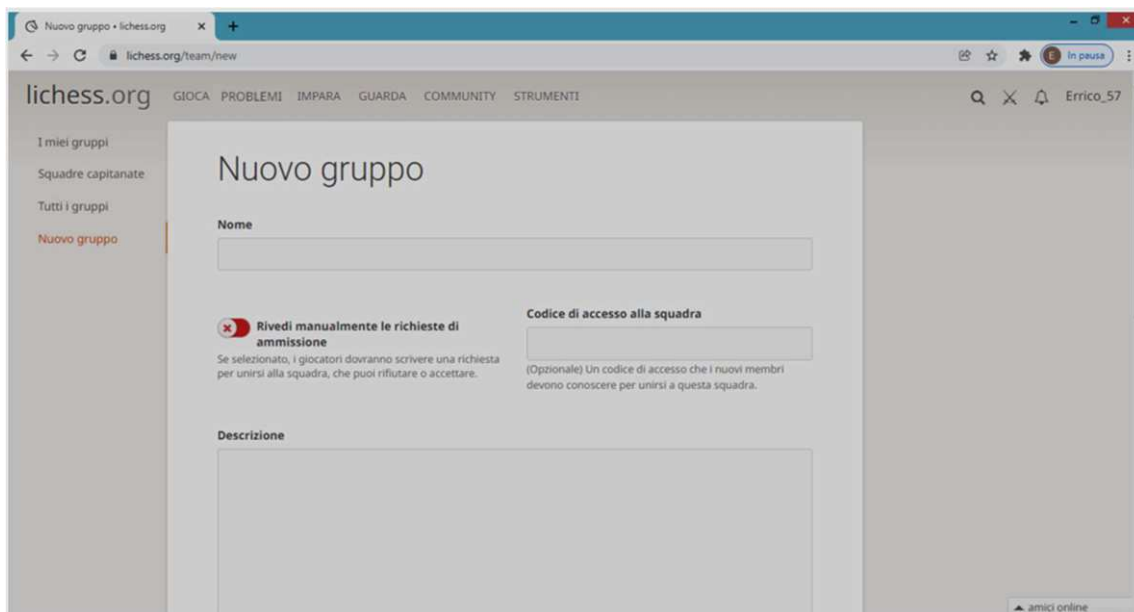 Nuovo gruppo • lichess.org
lichess.org/team/new
In pausa
lichess.org GIOCA PROBLEMI IMPARA GUARDA COMMUNITY STRUMENTI Errico_57
I miei gruppi
Squadre capitanate
Tutti i gruppi
Nuovo gruppo
Nuovo gruppo
Nome
Rivedi manualmente le richieste di
ammissione
Se selezionato, i giocatori dovranno scrivere una richiesta
per unirsi alla squadra, che puoi rifiutare o accettare.
Codice di accesso alla squadra
(Opzionale) Un codice di accesso che i nuovi membri
devono conoscere per unirsi a questa squadra.
Descrizione
amici online